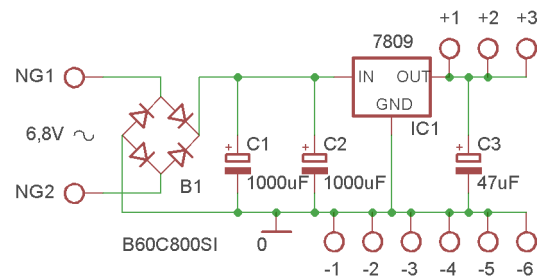 +1 +2 +3
7809
NG1
IN OUT
GND
6,8V
C1 C2 IC1 C3
+ + +
NG2
B1
1000uF 1000uF 47uF
B60C800SI
0
-1 -2 -3 -4 -5 -6